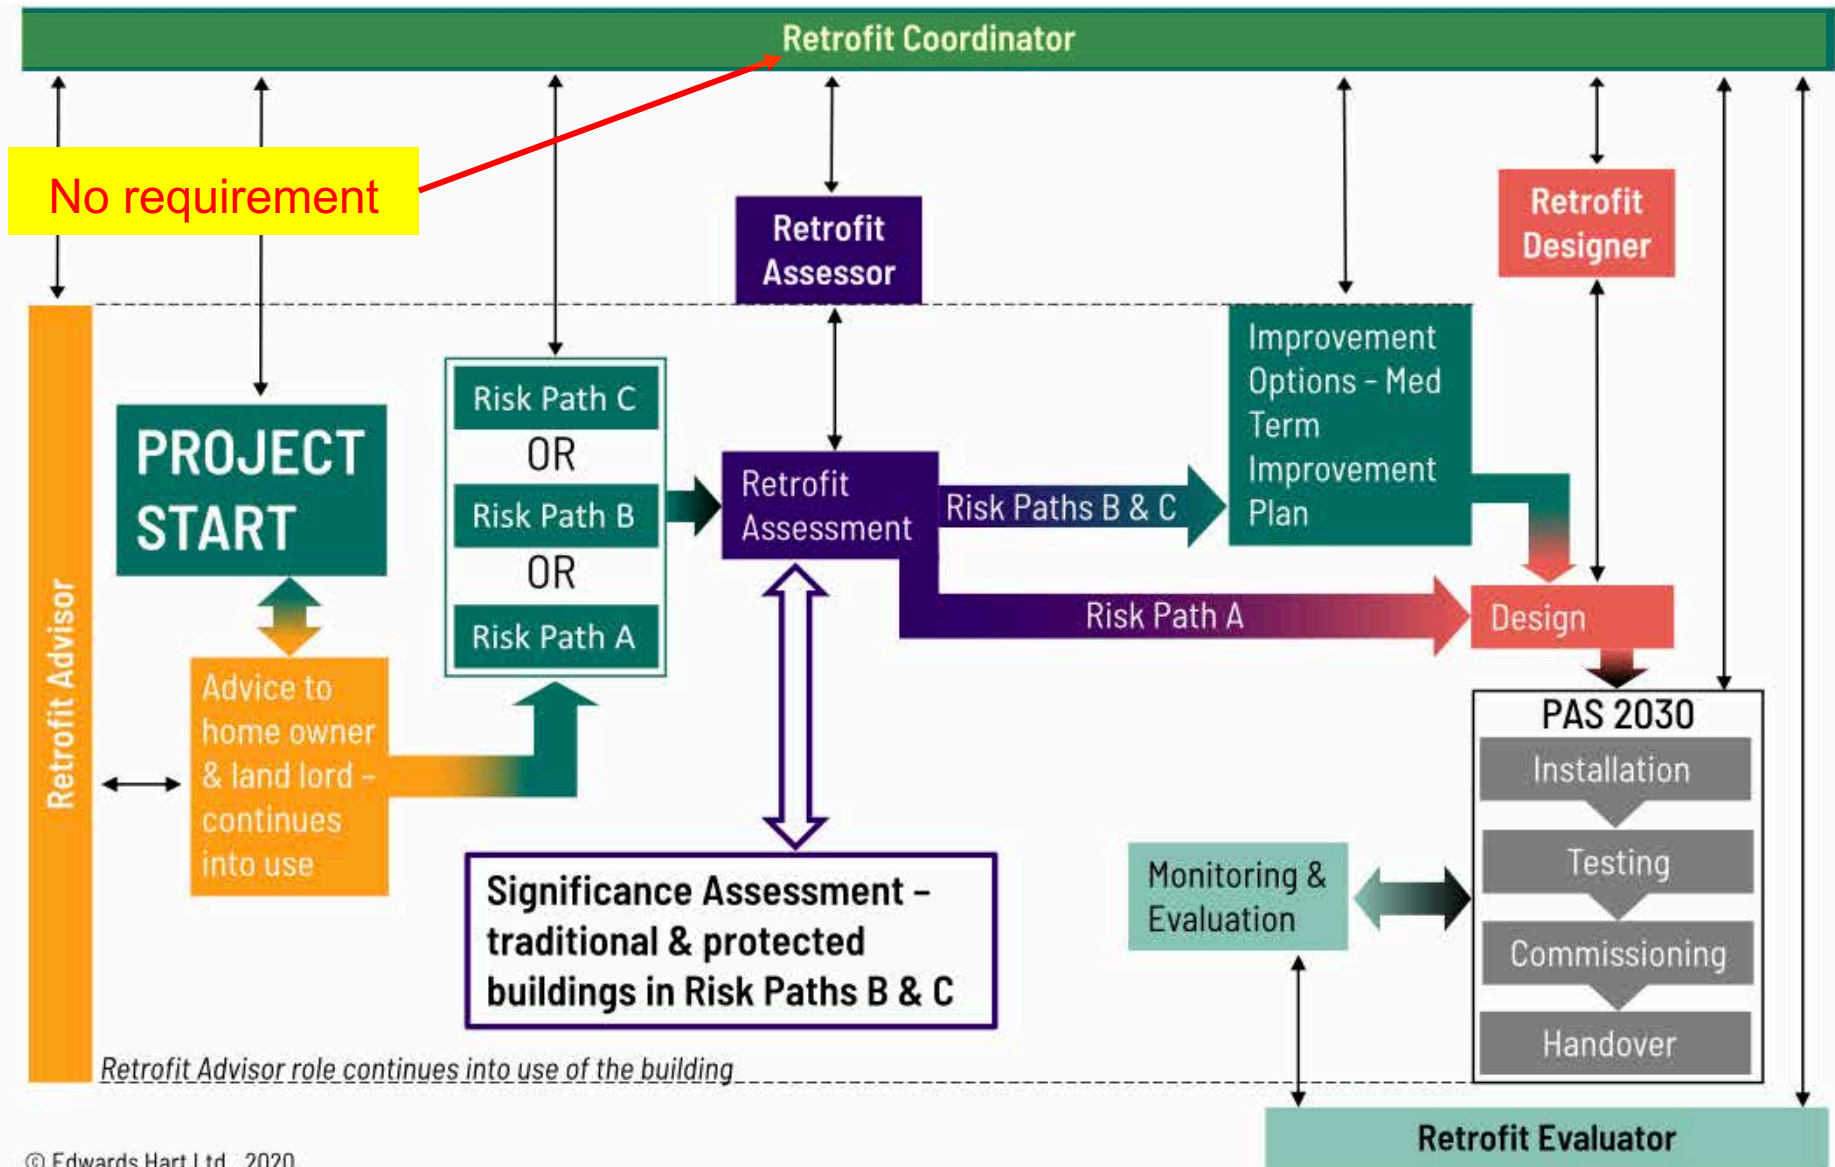 Retrofit Coordinator
No requirement
Retrofit
Assessor
Retrofit
Designer
Retrofit Advisor
PROJECT
START
Advice to
home owner
& land lord –
continues
into use
Risk Path C
OR
Risk Path B
OR
Risk Path A
Retrofit
Assessment
Risk Paths B & C
Risk Path A
Improvement
Options – Med
Term
Improvement
Plan
Design
Significance Assessment –
traditional & protected
buildings in Risk Paths B & C
PAS 2030
Installation
Testing
Commissioning
Handover
Monitoring &
Evaluation
Retrofit Advisor role continues into use of the building
Retrofit Evaluator
© Edwards Hart Ltd., 2020